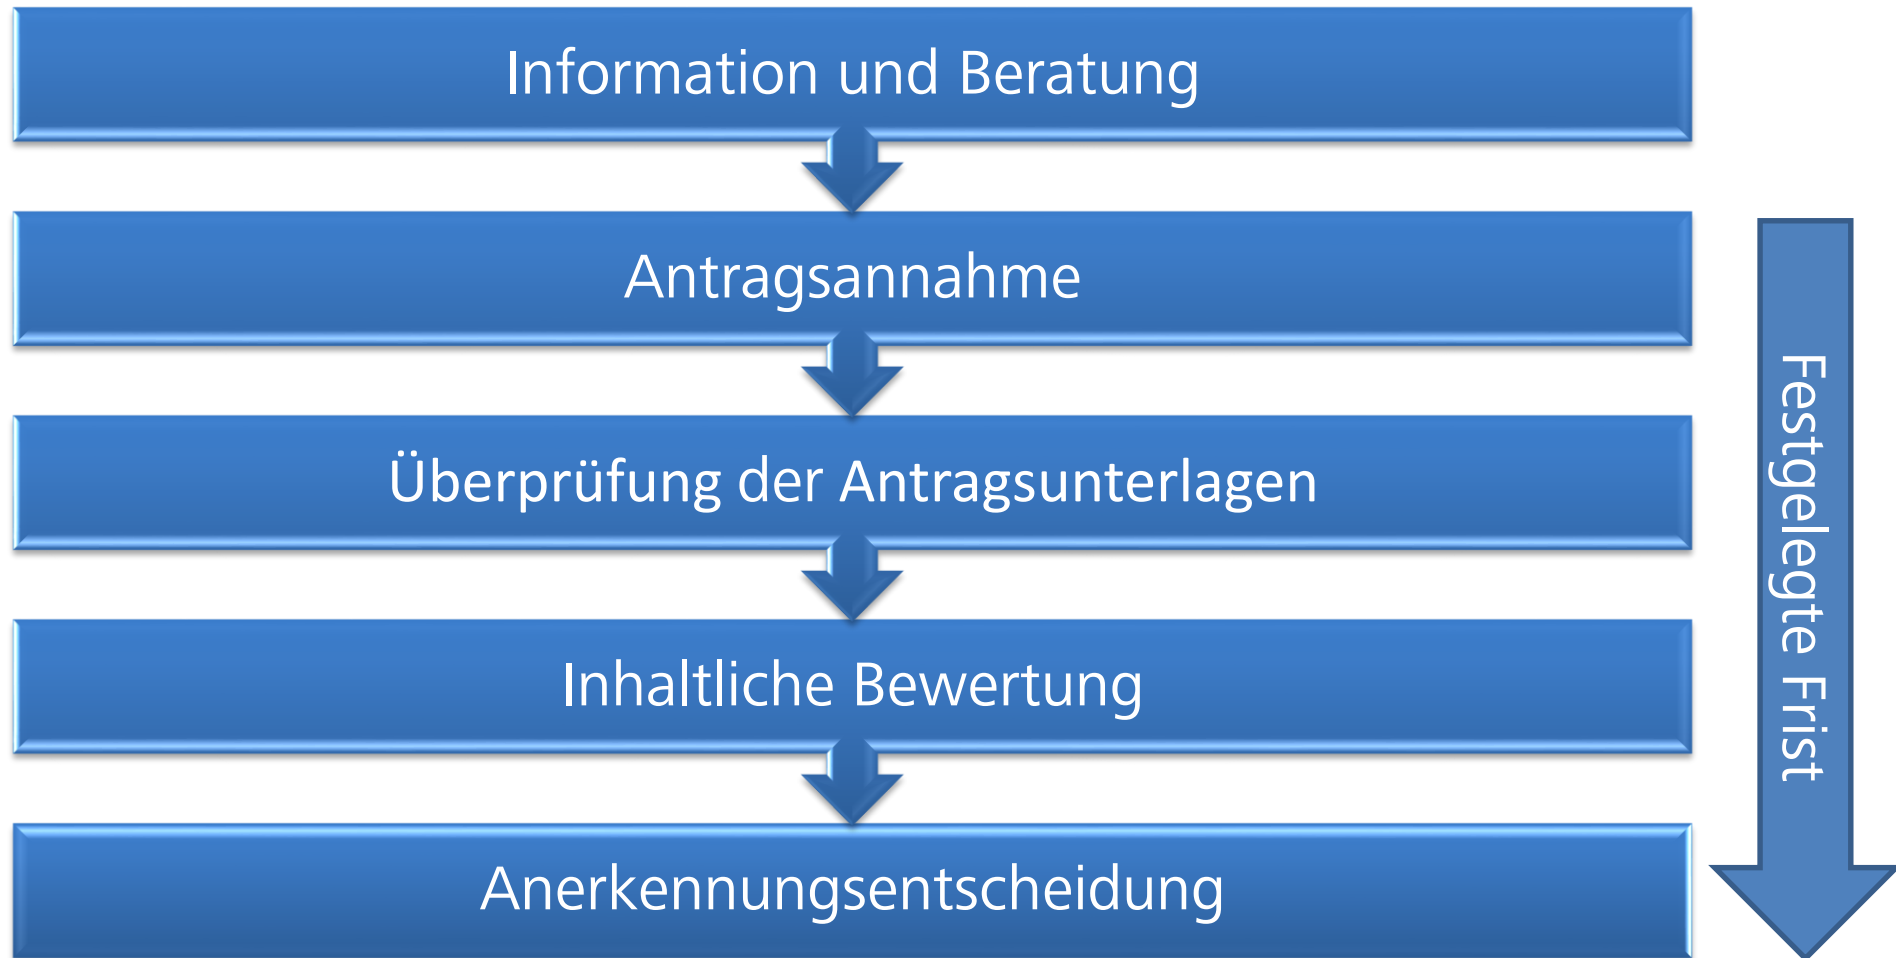 Information und Beratung
Antragsannahme
Überprüfung der Antragsunterlagen
Inhaltliche Bewertung
Anerkennungsentscheidung
Festgelegte Frist